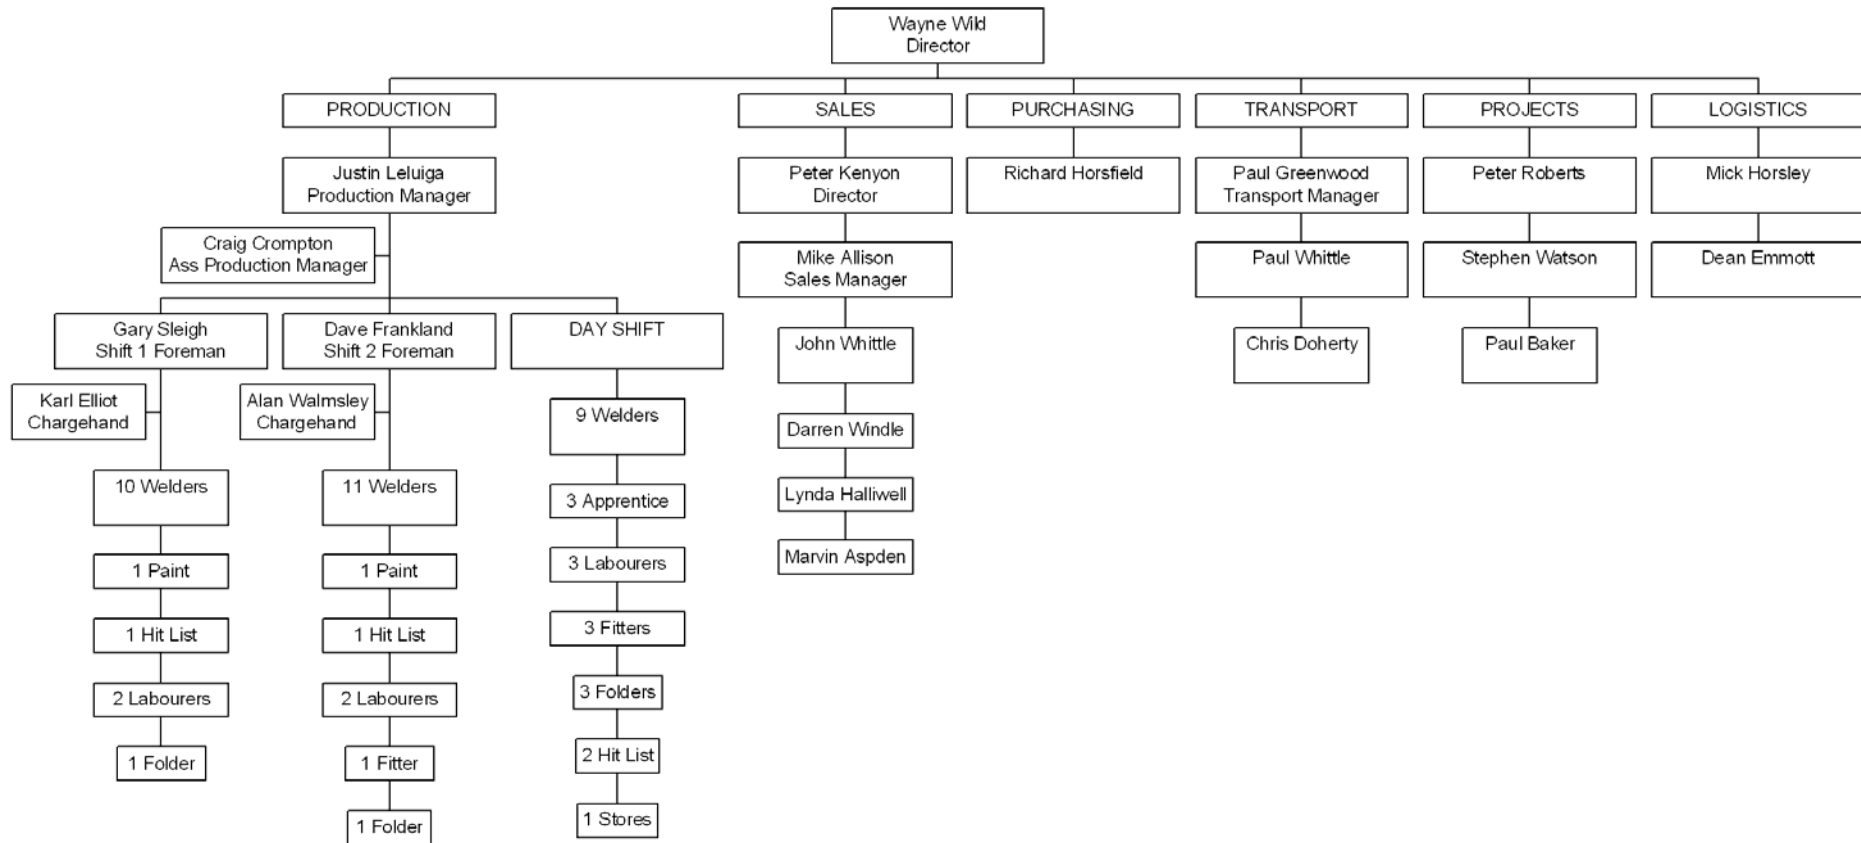 Wayne Wild
Director
PRODUCTION
SALES
PURCHASING
TRANSPORT
PROJECTS
LOGISTICS
Justin Leluiga
Production Manager
Peter Kenyon
Director
Richard Horsfield
Paul Greenwood
Transport Manager
Peter Roberts
Mick Horsley
Craig Crompton
Ass Production Manager
Mike Allison
Sales Manager
Paul Whittle
Stephen Watson
Dean Emmott
Gary Sleigh
Shift 1 Foreman
Dave Frankland
Shift 2 Foreman
DAY SHIFT
John Whittle
Chris Doherty
Paul Baker
Karl Elliot
Chargehand
Alan Walmsley
Chargehand
9 Welders
Darren Windle
10 Welders
11 Welders
3 Apprentice
Lynda Halliwell
1 Paint
1 Paint
3 Labourers
Marvin Aspden
1 Hit List
1 Hit List
3 Fitters
2 Labourers
2 Labourers
3 Folders
1 Folder
1 Fitter
2 Hit List
1 Folder
1 Stores